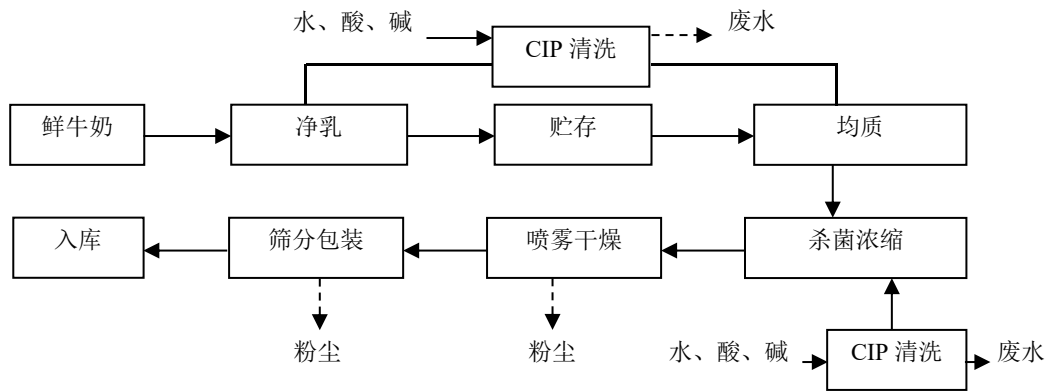 水、酸、碱
CIP 清洗
废水
鲜牛奶
净乳
贮存
均质
入库
筛分包装
喷雾干燥
杀菌浓缩
粉尘
粉尘
水、酸、碱
CIP 清洗
废水